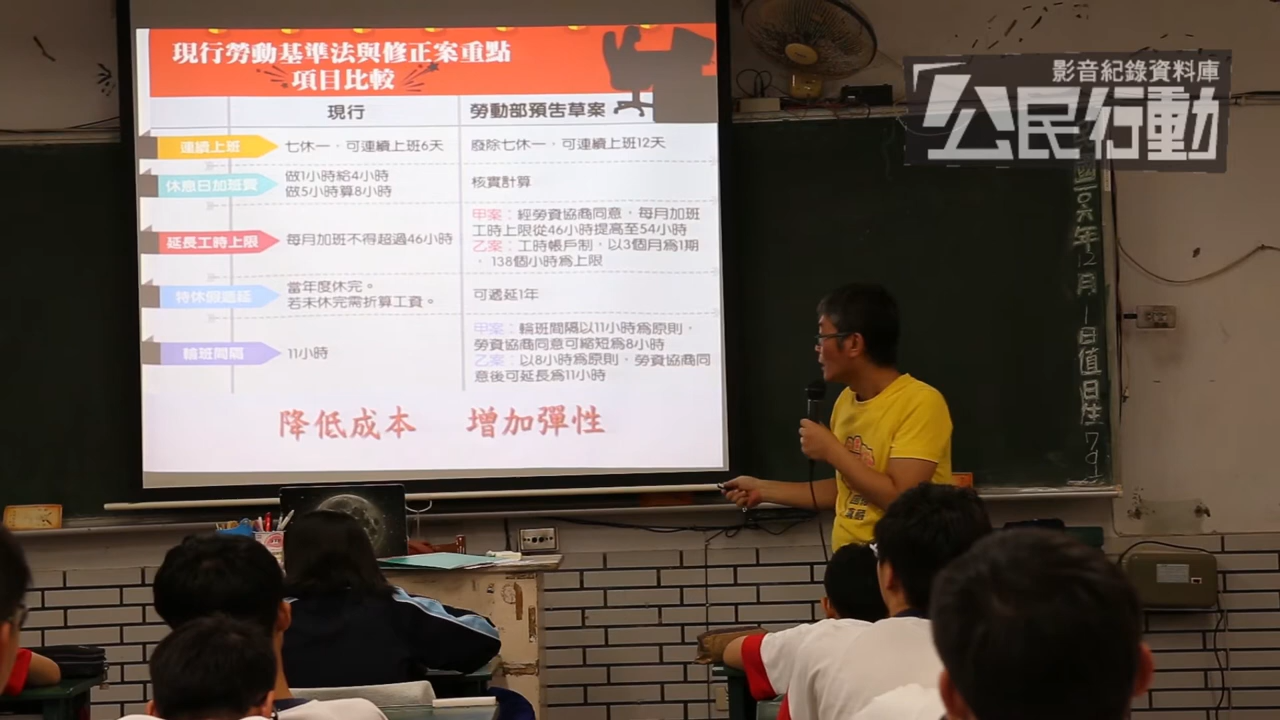 現行勞動基準法與修正案重點
項目比較
現行
勞動部預告草案
連續上班
七休一，可連續上班6天
廢除七休一，可連續上班12天
休息日加班費
做1小時給4小時
做5小時算8小時
核實計算
延長工時上限
每月加班不得超過46小時
甲案：經勞資協商同意，每月加班
工時上限從46小時提高至54小時
乙案：工時帳戶制，以3個月為1期
，138個小時為上限
特休假遞延
當年度休完。
若未休完需折算工資。
可遞延1年
輪班間隔
11小時
甲案：輪班間隔以11小時為原則，
勞資協商同意可縮短為8小時
乙案：以8小時為原則，勞資協商同
意後可延長為11小時
降低成本 增加彈性
影音紀錄資料庫
公民行動
國一〇六年12月1日值日生